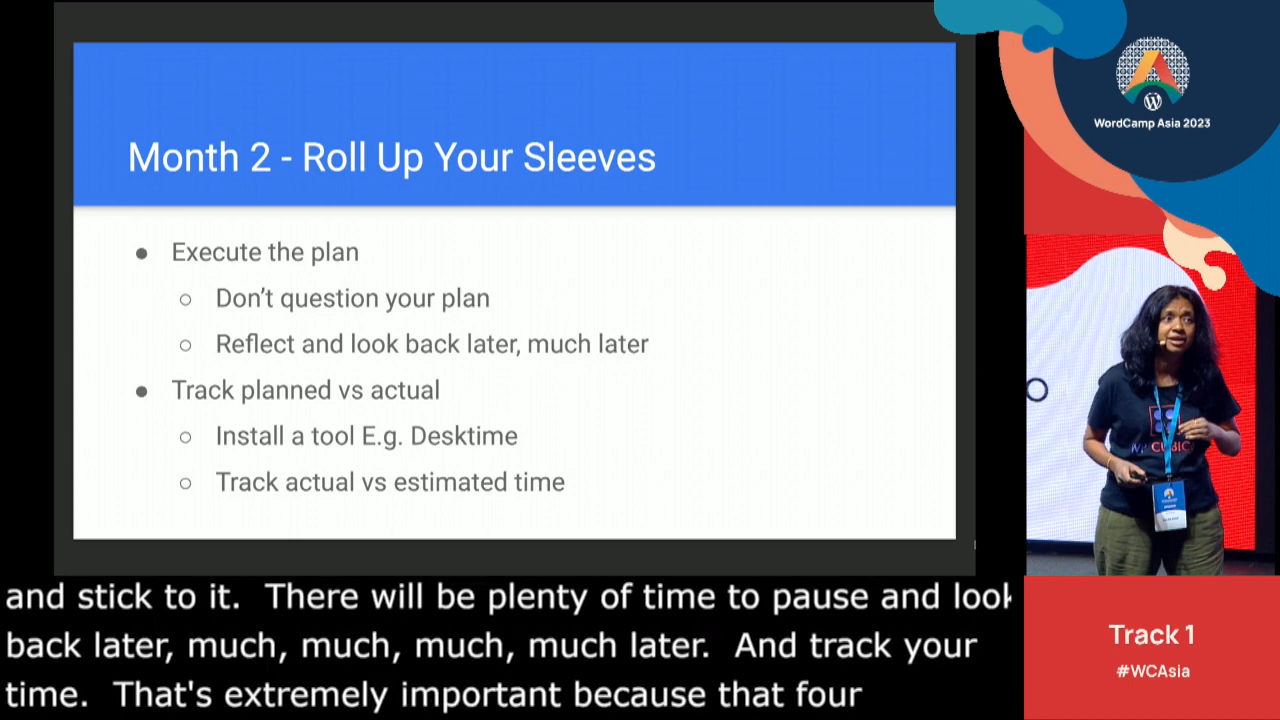 Month 2 - Roll Up Your Sleeves
● Execute the plan
○ Don't question your plan
○ Reflect and look back later, much later
● Track planned vs actual
○ Install a tool E.g. Desktime
○ Track actual vs estimated time
WordCamp Asia 2023
and stick to it. There will be plenty of time to pause and look
back later, much, much, much, much later. And track your
time. That's extremely important because that four
Track 1
#WCAsia